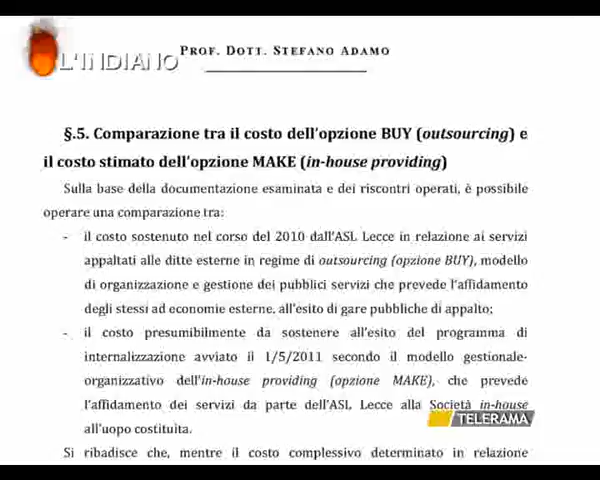 L'INDIANO
PROF. DOTT. STEFANO ADAMO
§.5. Comparazione tra il costo dell'opzione BUY (outsourcing) e
il costo stimato dell'opzione MAKE (in-house providing)
Sulla base della documentazione esaminata e dei riscontri operati, è possibile
operare una comparazione tra:
- il costo sostenuto nel corso del 2010 dall'ASL Lecce in relazione ai servizi
appaltati alle ditte esterne in regime di outsourcing (opzione BUY), modello
di organizzazione e gestione dei pubblici servizi che prevede l'affidamento
degli stessi ad economie esterne, all'esito di gare pubbliche di appalto;
- il costo presumibilmente da sostenere all'esito del programma di
internalizzazione avviato il 1/5/2011 secondo il modello gestionale-
organizzativo dell'in-house providing (opzione MAKE), che prevede
l'affidamento dei servizi da parte dell'ASL Lecce alla Società in-house
all'uopo costituita.
TELERAMA
Si ribadisce che, mentre il costo complessivo determinato in relazione